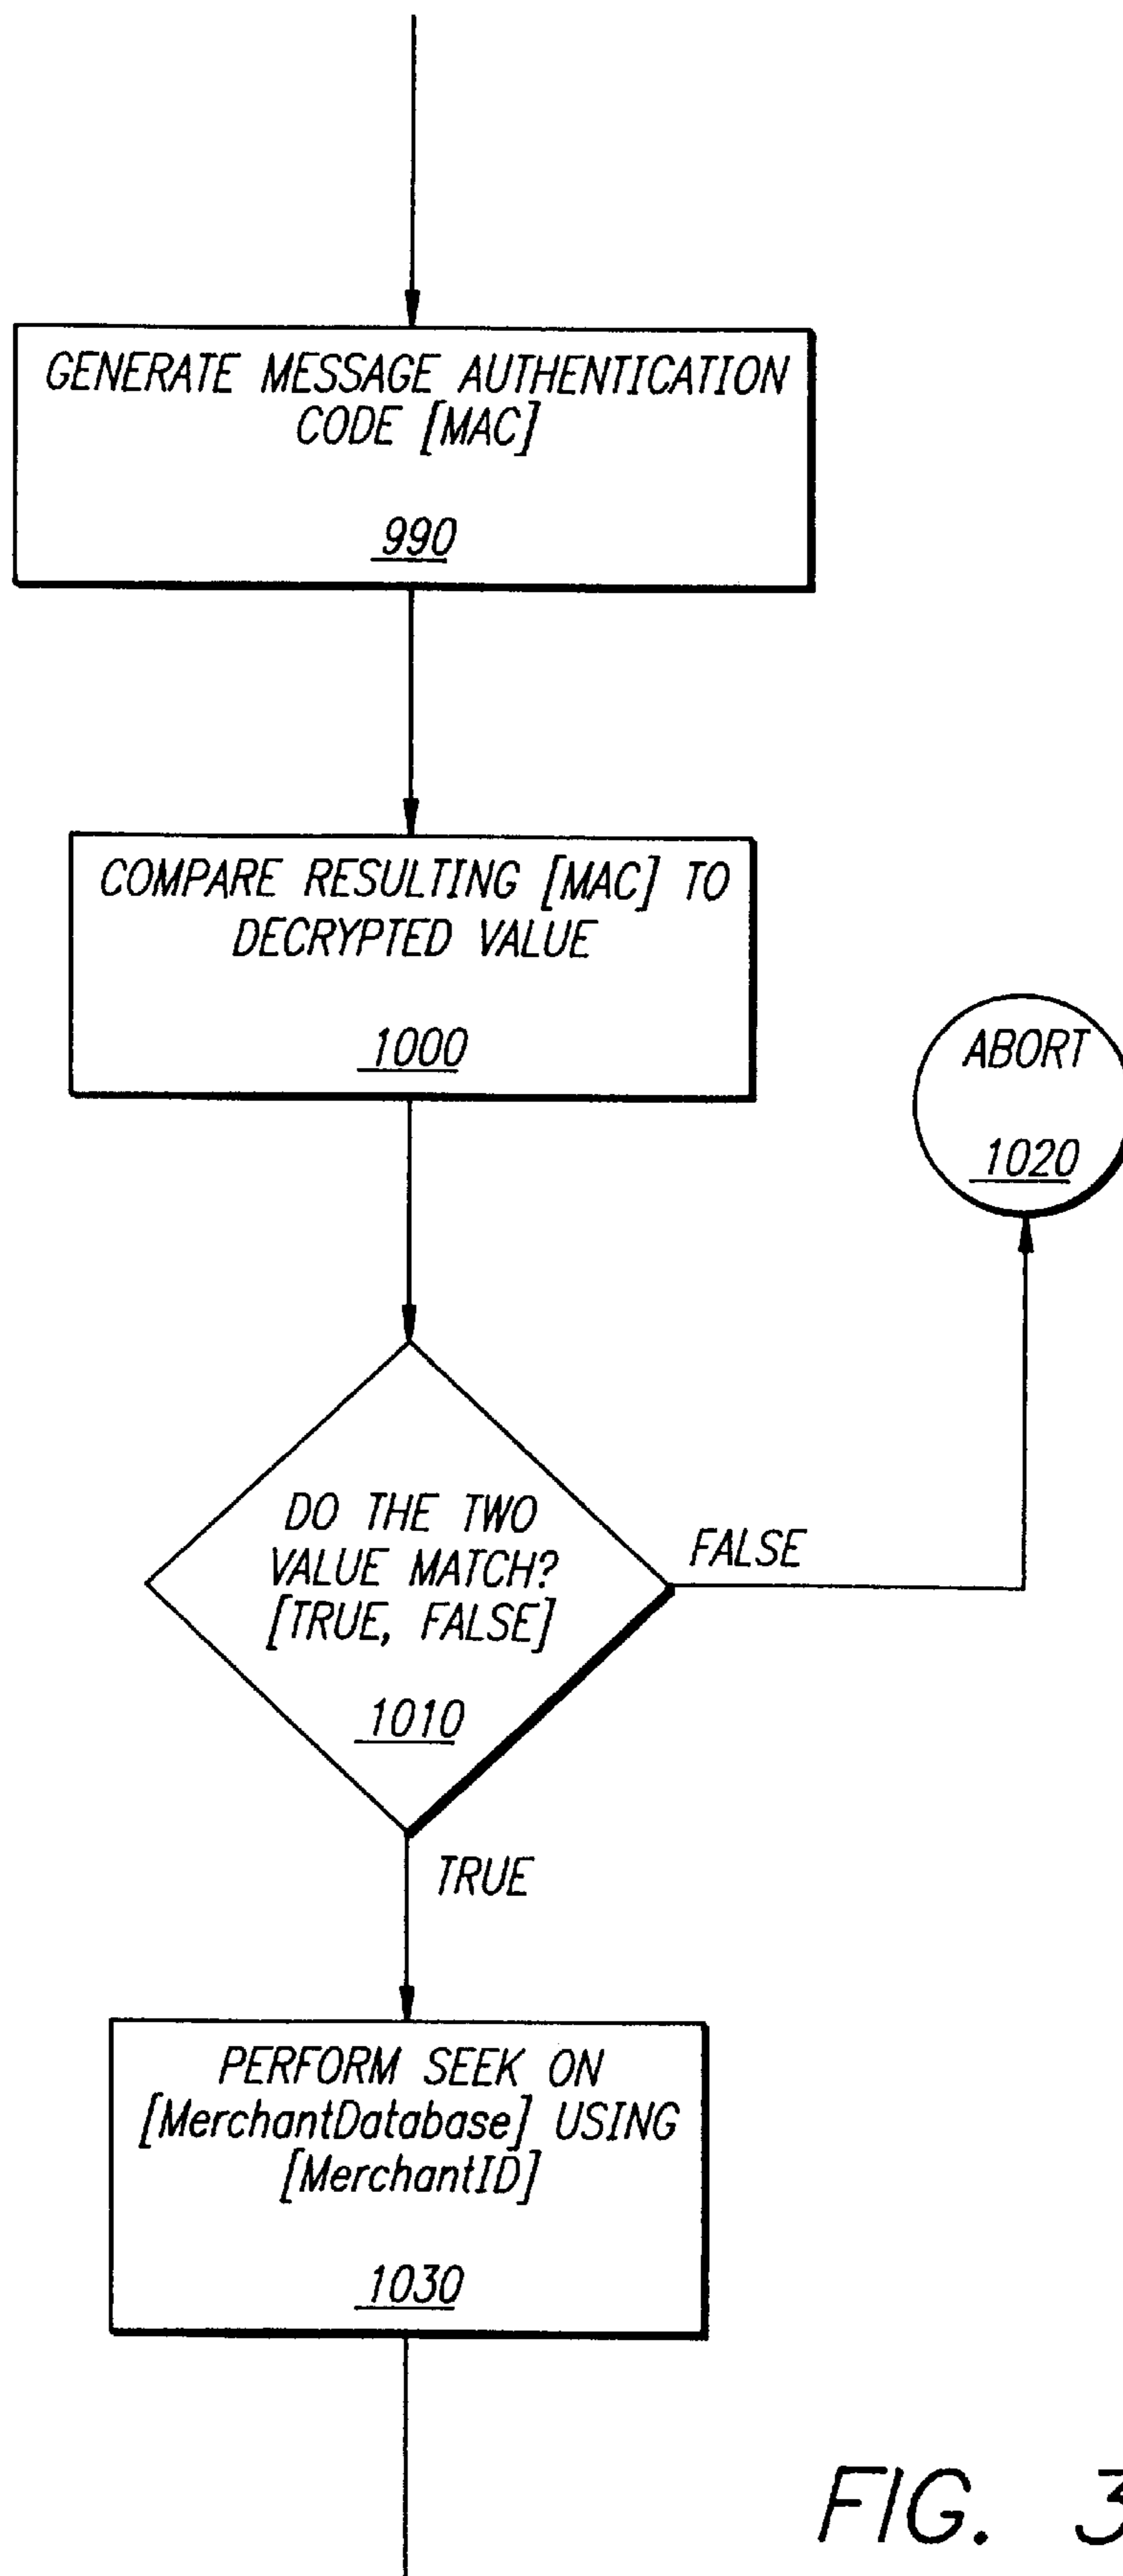 GENERATE MESSAGE AUTHENTICATION
CODE [MAC]
990
COMPARE RESULTING [MAC] TO
DECRYPTED VALUE
1000
ABORT
1020
DO THE TWO
VALUE MATCH?
[TRUE, FALSE]
1010
FALSE
TRUE
PERFORM SEEK ON
[MerchantDatabase] USING
[MerchantID]
1030
FIG. 3